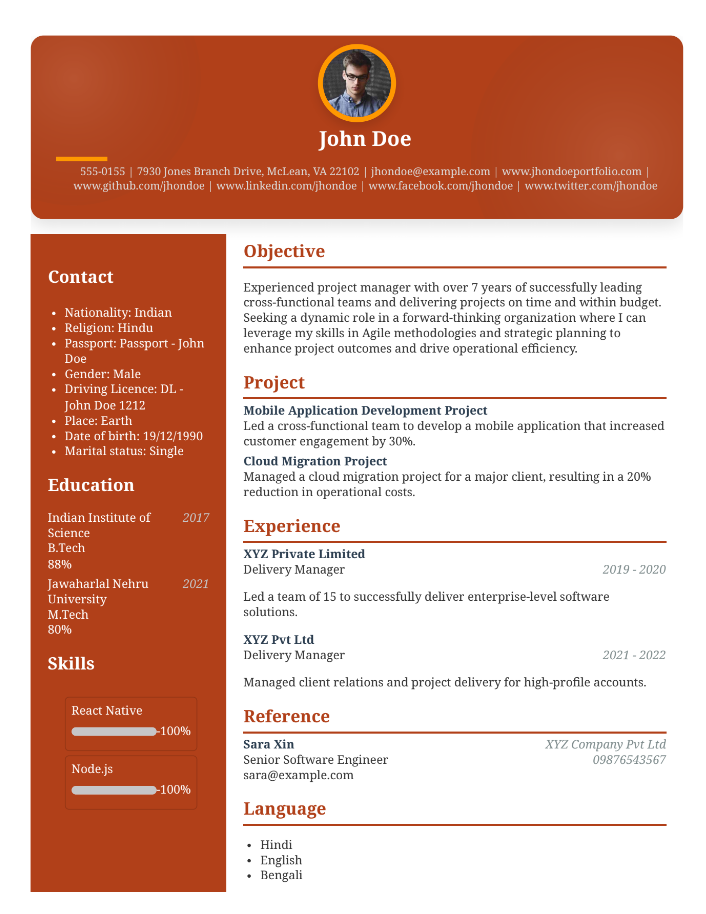 John Doe
555-0155 | 7930 Jones Branch Drive, McLean, VA 22102 | jhondoe@example.com | www.jhondoeportfolio.com |
www.github.com/jhondoe | www.linkedin.com/jhondoe | www.facebook.com/jhondoe | www.twitter.com/jhondoe
Contact
• Nationality: Indian
• Religion: Hindu
• Passport: Passport - John
Doe
• Gender: Male
• Driving Licence: DL -
John Doe 1212
• Place: Earth
• Date of birth: 19/12/1990
• Marital status: Single
Education
Indian Institute of 2017
Science
B.Tech
88%
Jawaharlal Nehru 2021
University
M.Tech
80%
Skills
React Native
-100%
Node.js
-100%
Objective
Experienced project manager with over 7 years of successfully leading
cross-functional teams and delivering projects on time and within budget.
Seeking a dynamic role in a forward-thinking organization where I can
leverage my skills in Agile methodologies and strategic planning to
enhance project outcomes and drive operational efficiency.
Project
Mobile Application Development Project
Led a cross-functional team to develop a mobile application that increased
customer engagement by 30%.
Cloud Migration Project
Managed a cloud migration project for a major client, resulting in a 20%
reduction in operational costs.
Experience
XYZ Private Limited
Delivery Manager 2019 - 2020
Led a team of 15 to successfully deliver enterprise-level software
solutions.
XYZ Pvt Ltd
Delivery Manager 2021 - 2022
Managed client relations and project delivery for high-profile accounts.
Reference
Sara Xin XYZ Company Pvt Ltd
Senior Software Engineer 09876543567
sara@example.com
Language
• Hindi
• English
• Bengali